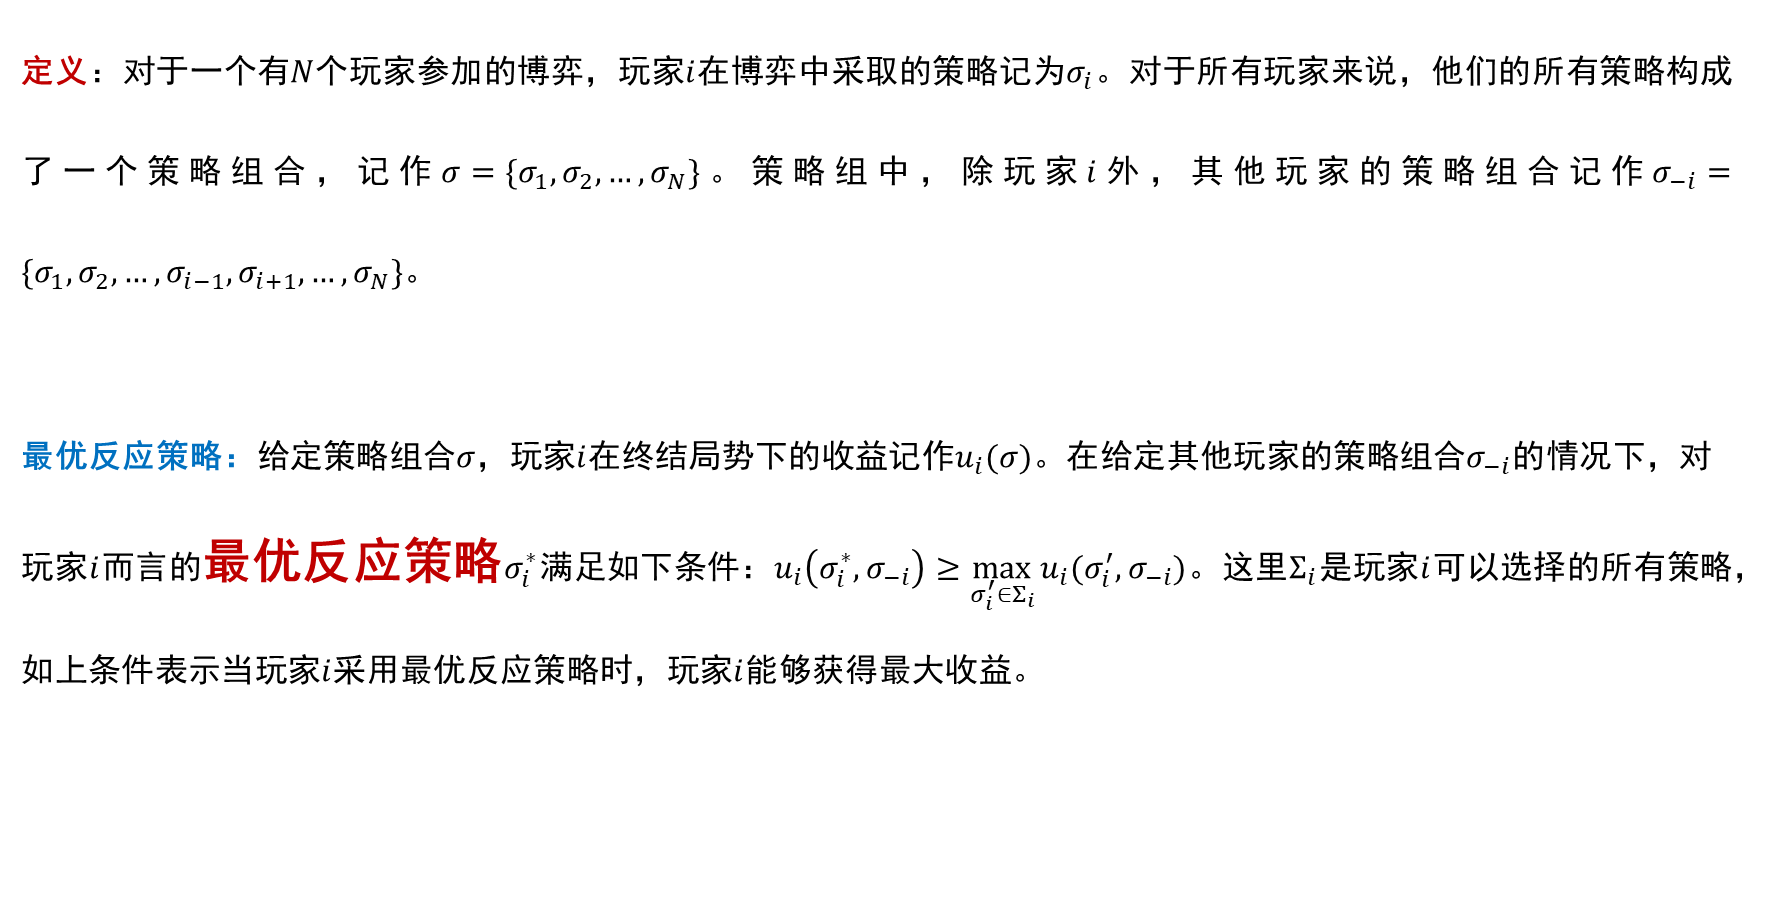 定义：对于一个有N个玩家参加的博弈，玩家i在博弈中采取的策略记为σ_i。对于所有玩家来说，他们的所有策略构成
了一个策略组合，记作σ = {σ_1, σ_2, …, σ_N}。策略组中，除玩家i外，其他玩家的策略组合记作σ_{-i} =
{σ_1, σ_2, …, σ_{i-1}, σ_{i+1}, …, σ_N}。
最优反应策略：给定策略组合σ，玩家i在终结局势下的收益记作u_i(σ)。在给定其他玩家的策略组合σ_{-i}的情况下，对
玩家i而言的最优反应策略σ_i^*满足如下条件：u_i(σ_i^*, σ_{-i}) ≥ max_{σ_i′∈Σ_i} u_i(σ_i′, σ_{-i})。这里Σ_i是玩家i可以选择的所有策略，
如上条件表示当玩家i采用最优反应策略时，玩家i能够获得最大收益。